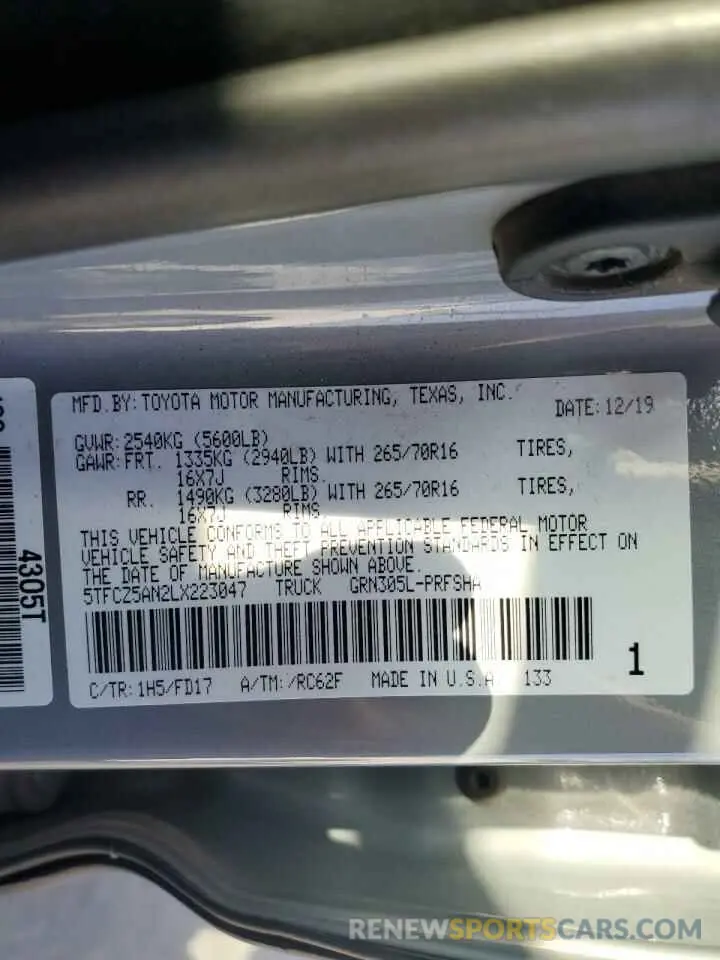 MFD.BY:TOYOTA MOTOR MANUFACTURING, TEXAS, INC.
DATE:12/19
GVWR:2540KG (5600LB)
GAWR:FRT. 1335KG (2940LB) WITH 265/70R16 TIRES,
16X7J RIMS.
RR. 1490KG (3280LB) WITH 265/70R16 TIRES,
16X7J RIMS
THIS VEHICLE CONFORMS TO ALL APPLICABLE FEDERAL MOTOR
VEHICLE SAFETY AND THEFT PREVENTION STANDARDS IN EFFECT ON
THE DATE OF MANUFACTURE SHOWN ABOVE.
5TFCZ5AN2LX223047 TRUCK GRN305L-PRFSHA
1
C/TR:1H5/FD17 A/TM:-/RC62F MADE IN U.S.A. 133
4305T
RENEWSPORTSCARS.COM